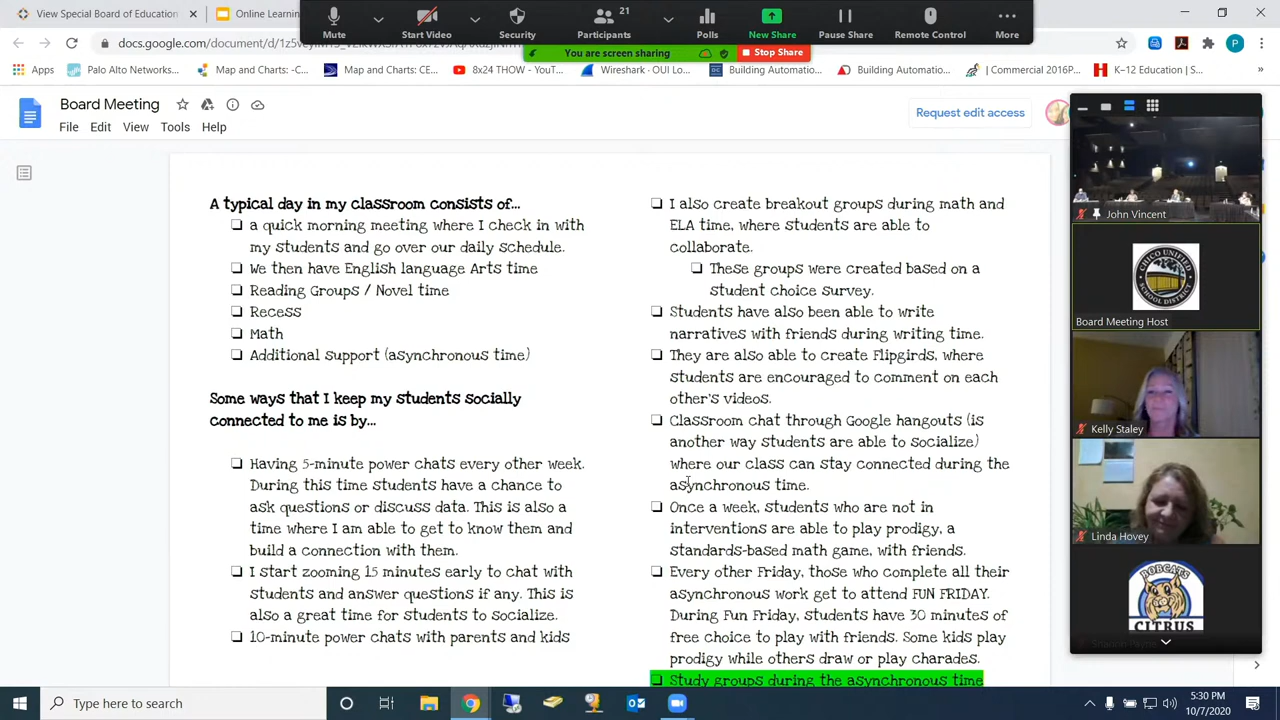 View Special Board of Education
Online Learni
21
Mute
Start Video
Security
Participants
Polls
New Share
Pause Share
Remote Control
More
You are screen sharing
Stop Share
Apps
Palo Alto Networks...
Map and Charts -C...
Map and Charts: CE...
8x24 THOW - YouT...
Wireshark - OUI Lo...
Building Automatio...
Building Automatio...
| Commercial 2016P...
K–12 Education | S...
Board Meeting
File Edit View Tools Help
Request edit access
A typical day in my classroom consists of...
a quick morning meeting where I check in with
my students and go over our daily schedule.
We then have English language Arts time
Reading Groups / Novel time
Recess
Math
Additional support (asynchronous time)
Some ways that I keep my students socially
connected to me is by...
Having 5-minute power chats every other week.
During this time students have a chance to
ask questions or discuss data. This is also a
time where I am able to get to know them and
build a connection with them.
I start zooming 15 minutes early to chat with
students and answer questions if any. This is
also a great time for students to socialize.
10-minute power chats with parents and kids
I also create breakout groups during math and
ELA time, where students are able to
collaborate.
These groups were created based on a
student choice survey.
Students have also been able to write
narratives with friends during writing time.
They are also able to create Flipgirds, where
students are encouraged to comment on each
other's videos.
Classroom chat through Google hangouts (is
another way students are able to socialize)
where our class can stay connected during the
asynchronous time.
Once a week, students who are not in
interventions are able to play prodigy, a
standards-based math game, with friends.
Every other Friday, those who complete all their
asynchronous work get to attend FUN FRIDAY.
During Fun Friday, students have 30 minutes of
free choice to play with friends. Some kids play
prodigy while others draw or play charades.
Study groups during the asynchronous time
John Vincent
CHICO UNIFIED
SCHOOL DISTRICT
Board Meeting Host
Kelly Staley
Linda Hovey
BOBCATS
CITRUS
Type here to search
5:30 PM
10/7/2020